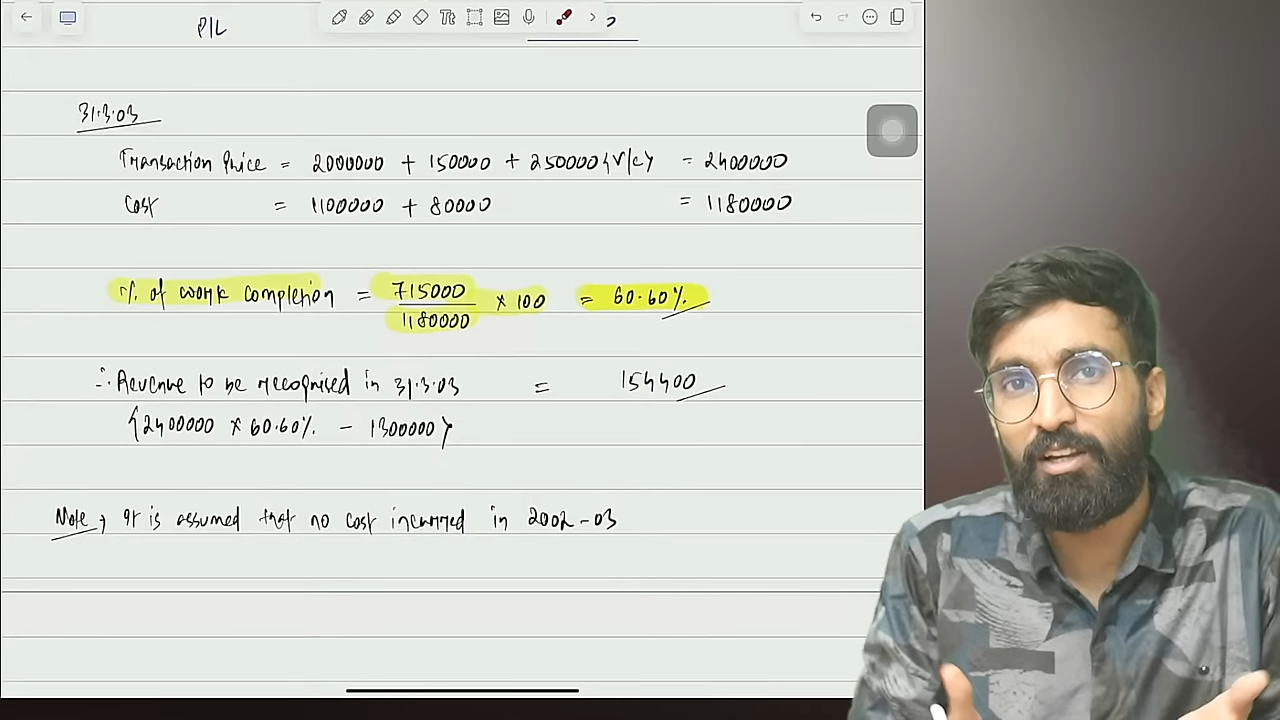 P/L
Tt
31.3.03
Transaction Price = 2000000 + 150000 + 250000{V/C} = 2400000
Cost = 1100000 + 80000 = 1180000
% of work completion = 715000 / 1180000 × 100 = 60.60%
∴ Revenue to be recognised in 31.3.03 = 154400
{2400000 × 60.60% - 1300000}
Note, It is assumed that no cost incurred in 2002-03